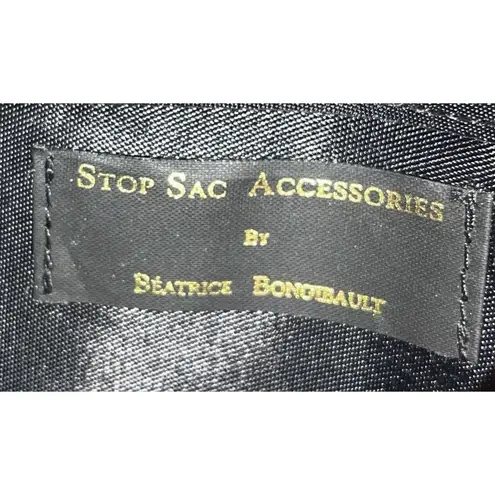 STOP SAC ACCESSORIES
BY
BÉATRICE BONGIBAULT